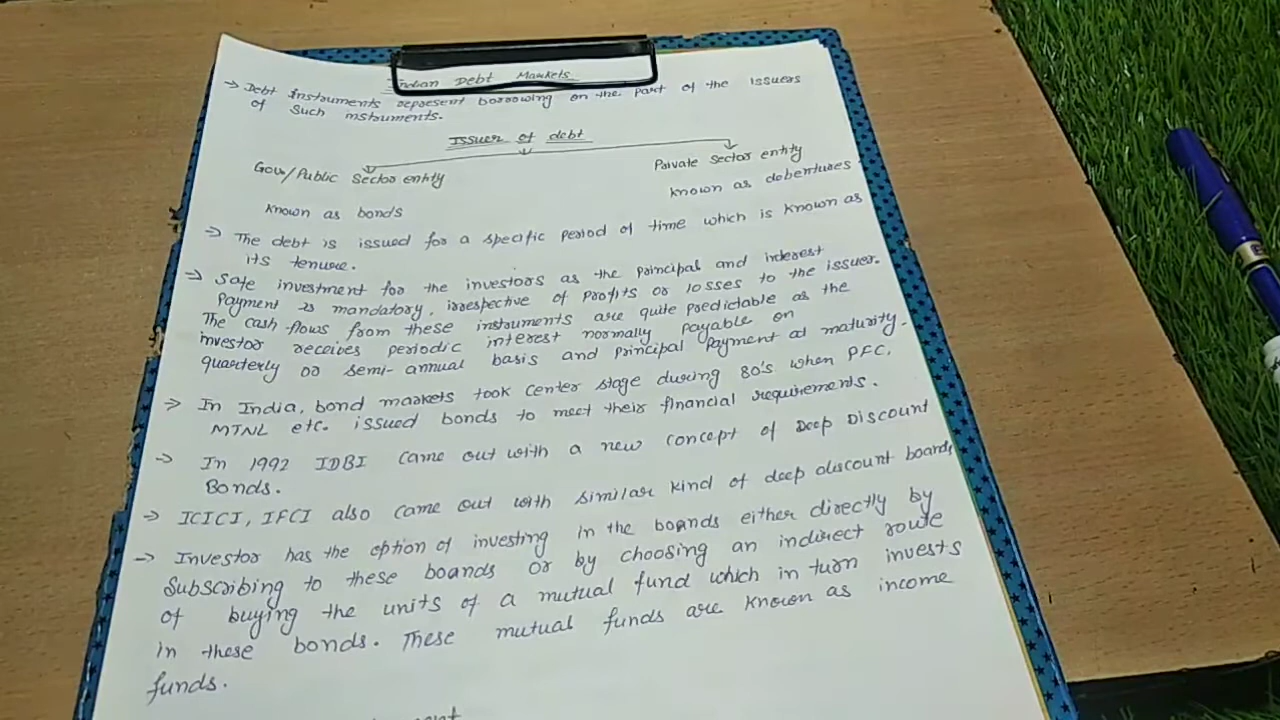 Indian Debt Markets
→ Debt Instruments represent borrowing on the part of the issuers
of such instruments.
Issuer of debt
Gov/Public Sector entity
Private sector entity
Known as bonds
known as debentures
→ The debt is issued for a specific period of time which is known as
its tenure.
→ Safe investment for the investors as the principal and interest
payment is mandatory, irrespective of profits or losses to the issuer.
The cash flows from these instruments are quite predictable as the
investor receives periodic interest normally payable on
quarterly or semi-annual basis and principal payment at maturity.
→ In India, bond markets took center stage during 80's when PFC,
MTNL etc. issued bonds to meet their financial requirements.
→ In 1992 IDBI came out with a new concept of Deep Discount
Bonds.
→ ICICI, IFCI also came out with similar kind of deep discount boands
→ Investor has the option of investing in the boands either directly by
subscribing to these boands or by choosing an indirect route
of buying the units of a mutual fund which in turn invests
in these bonds. These mutual funds are known as income
funds.